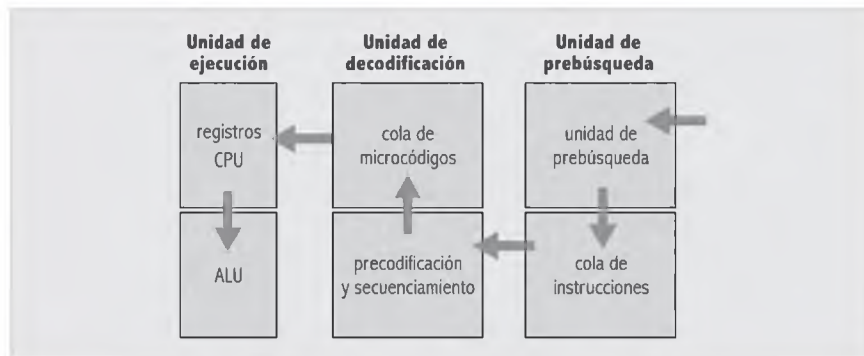 Unidad de
ejecución
Unidad de
decodificación
Unidad de
prebúsqueda
registros
CPU
cola de
microcódigos
unidad de
prebúsqueda
ALU
precodificación
y secuenciamiento
cola de
instrucciones